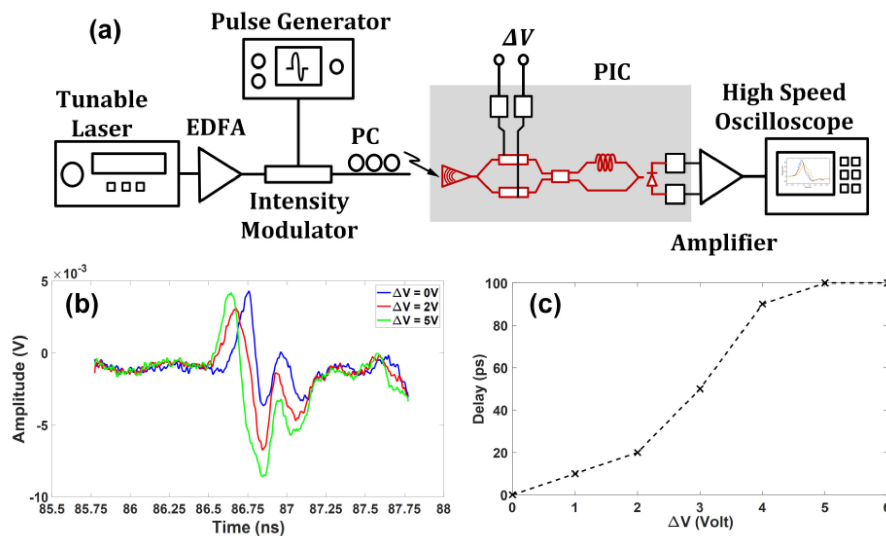 (a)
Pulse Generator
Tunable
Laser
EDFA
PC
Intensity
Modulator
ΔV
PIC
High Speed
Oscilloscope
Amplifier
(b)
×10⁻³
5
0
-5
-10
Amplitude (V)
ΔV = 0V
ΔV = 2V
ΔV = 5V
85.5 85.75 86 86.25 86.5 86.75 87 87.25 87.5 87.75 88
Time (ns)
(c)
100
80
60
40
20
0
Delay (ps)
0 1 2 3 4 5 6
ΔV (Volt)